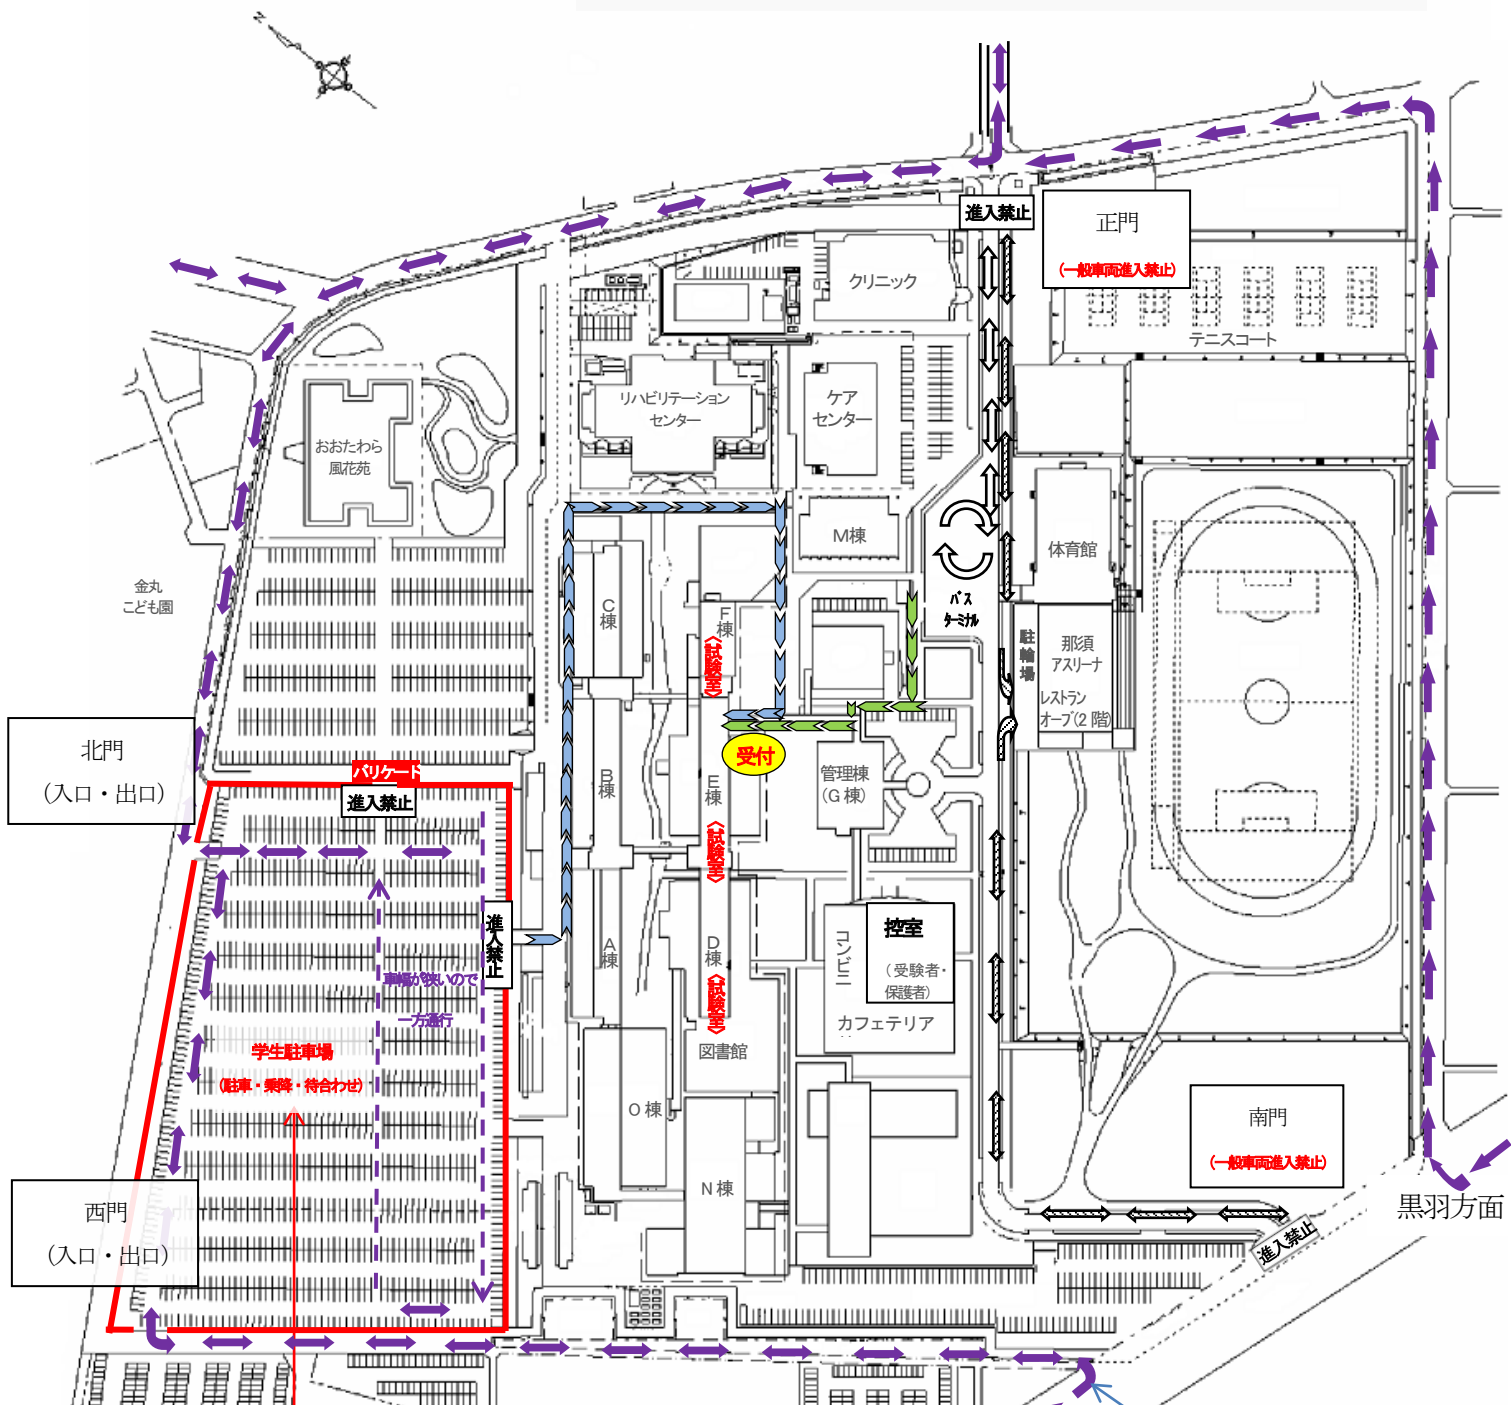 N
進入禁止
正門
（一般車両進入禁止）
クリニック
テニスコート
リハビリテーション
センター
ケア
センター
おおたわら
風花苑
M棟
体育館
金丸
こども園
バス
ターミナル
C棟
F棟
《試験室》
駐輪場
那須
アスリーナ
レストラン
オーブ(2 階)
北門
（入口・出口）
バリケード
進入禁止
受付
B棟
E棟
管理棟
(G 棟)
《試験室》
進入禁止
A棟
D棟
《試験室》
コンビニ
控室
（受験者・
保護者）
カフェテリア
車幅が狭いので
一方通行
学生駐車場
（駐車・乗降・待合わせ）
図書館
O 棟
N 棟
南門
（一般車両進入禁止）
西門
（入口・出口）
進入禁止
黒羽方面